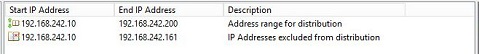 Start IP Address End IP Address Description
192.168.242.10 192.168.242.200 Address range for distribution
192.168.242.10 192.168.242.161 IP Addresses excluded from distribution